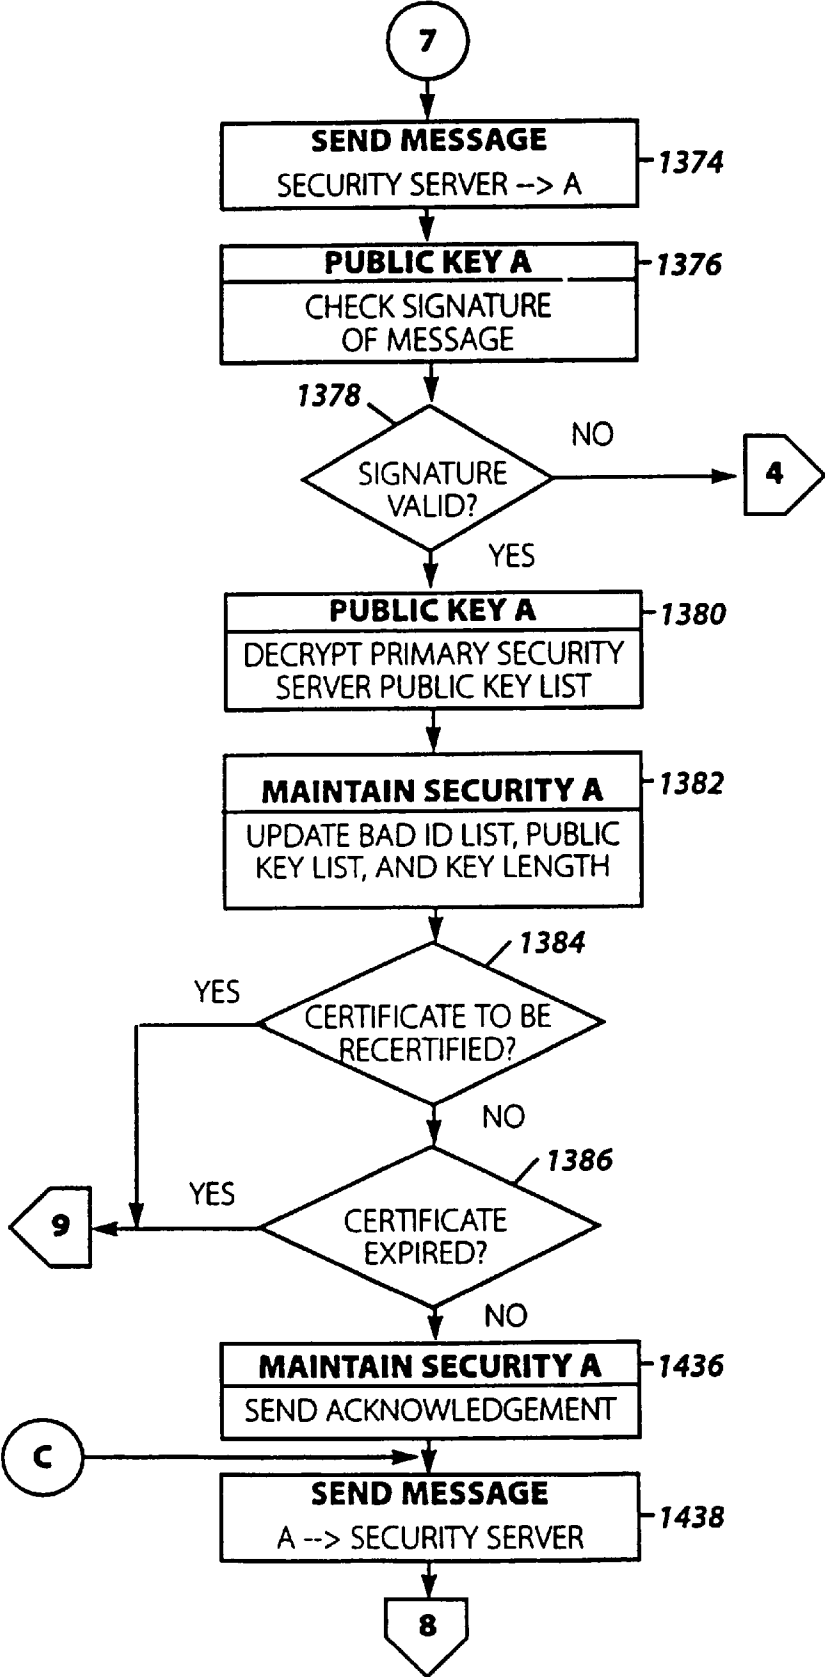 7
SEND MESSAGE
SECURITY SERVER --> A
1374
PUBLIC KEY A
1376
CHECK SIGNATURE
OF MESSAGE
1378
SIGNATURE
VALID?
NO
4
YES
PUBLIC KEY A
1380
DECRYPT PRIMARY SECURITY
SERVER PUBLIC KEY LIST
MAINTAIN SECURITY A
1382
UPDATE BAD ID LIST, PUBLIC
KEY LIST, AND KEY LENGTH
1384
YES
CERTIFICATE TO BE
RECERTIFIED?
NO
1386
YES
9
CERTIFICATE
EXPIRED?
NO
MAINTAIN SECURITY A
1436
SEND ACKNOWLEDGEMENT
C
SEND MESSAGE
1438
A --> SECURITY SERVER
8